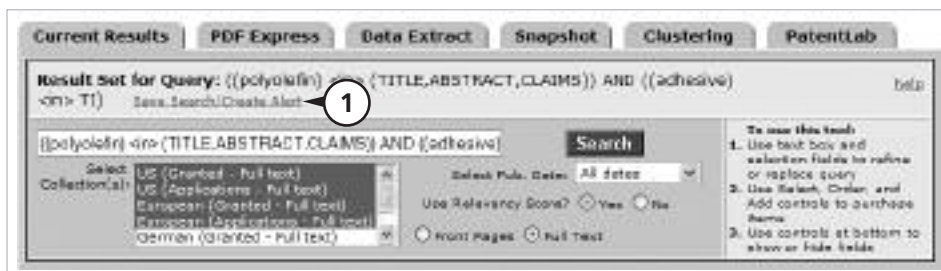 Current Results | PDF Express Data Extract Snapshot Clustering PatentLab
Result Set for Query: ((polyolefin) <in> (TITLE,ABSTRACT,CLAIMS)) AND ((adhesive)
<in> TI) Save Search/Create Alert 1 help
((polyolefin) <in> (TITLE,ABSTRACT,CLAIMS)) AND ((adhesive) Search
Select Collection(s):
US (Granted - Full text)
US (Applications - Full text)
European (Granted - Full text)
European (Applications - Full text)
German (Granted - Full text)
Select Pub. Date: All dates
Use Relevancy Score? Yes No
Front Pages Full Text
To use this tool:
1. Use text box and
selection fields to refine
or replace query
2. Use Select, Order, and
Add controls to purchase
items
3. Use controls at bottom to
show or hide fields